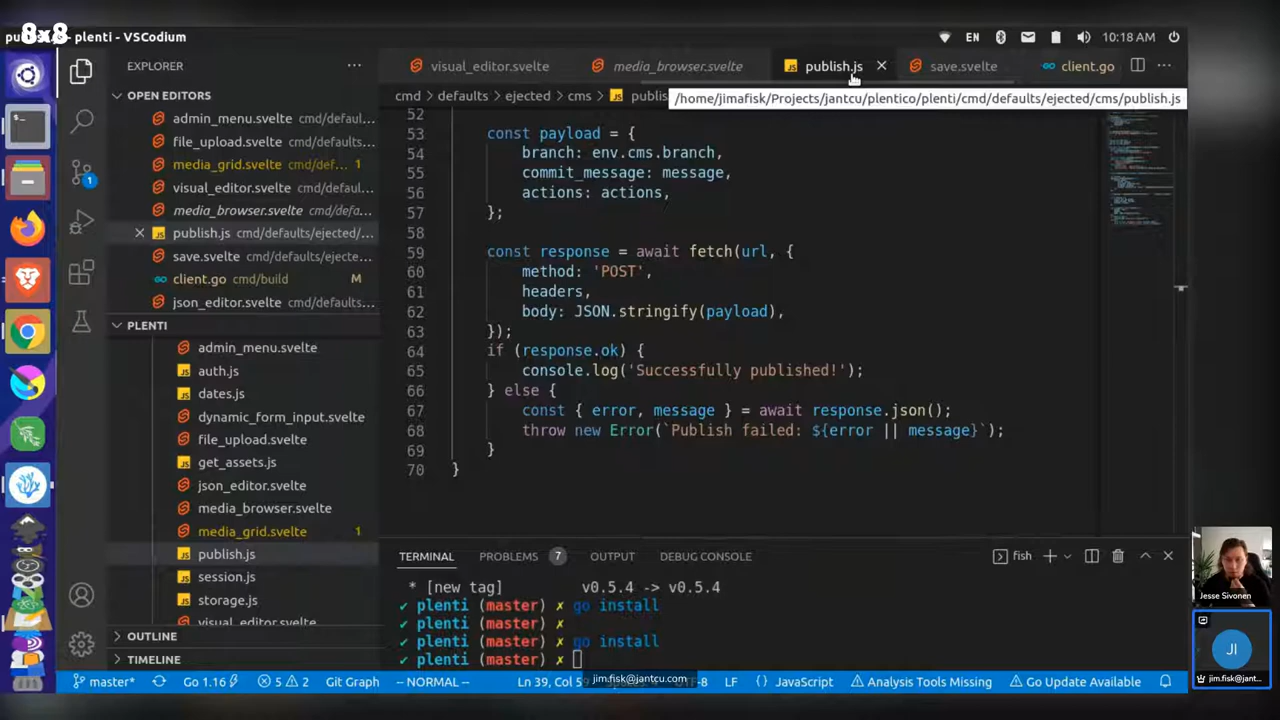 8x8
plenti - VSCodium
EN
10:18 AM
EXPLORER
OPEN EDITORS
admin_menu.svelte cmd/default...
file_upload.svelte cmd/defaults...
media_grid.svelte cmd/def... 1
visual_editor.svelte cmd/defaul...
media_browser.svelte cmd/defa...
publish.js cmd/defaults/ejected/...
save.svelte cmd/defaults/ejecte...
client.go cmd/build M
json_editor.svelte cmd/defaults...
PLENTI
admin_menu.svelte
auth.js
dates.js
dynamic_form_input.svelte
file_upload.svelte
get_assets.js
json_editor.svelte
media_browser.svelte
media_grid.svelte 1
publish.js
session.js
storage.js
visual_editor.svelte
OUTLINE
TIMELINE
1
visual_editor.svelte
media_browser.svelte
publish.js
save.svelte
client.go
cmd > defaults > ejected > cms > publis
/home/jimafisk/Projects/jantcu/plentico/plenti/cmd/defaults/ejected/cms/publish.js
52
53 const payload = {
54 branch: env.cms.branch,
55 commit_message: message,
56 actions: actions,
57 };
58
59 const response = await fetch(url, {
60 method: 'POST',
61 headers,
62 body: JSON.stringify(payload),
63 });
64 if (response.ok) {
65 console.log('Successfully published!');
66 } else {
67 const { error, message } = await response.json();
68 throw new Error(`Publish failed: ${error || message}`);
69 }
70 }
TERMINAL PROBLEMS 7 OUTPUT DEBUG CONSOLE
fish
* [new tag] v0.5.4 -> v0.5.4
✔ plenti (master) ✗ go install
✔ plenti (master) ✗
✔ plenti (master) ✗ go install
✔ plenti (master) ✗
Jesse Sivonen
JI
jim.fisk@jant...
master* Go 1.16 5 2 Git Graph -- NORMAL -- Ln 39, Col 5 UTF-8 LF { } JavaScript Analysis Tools Missing Go Update Available
jim.fisk@jantcu.com